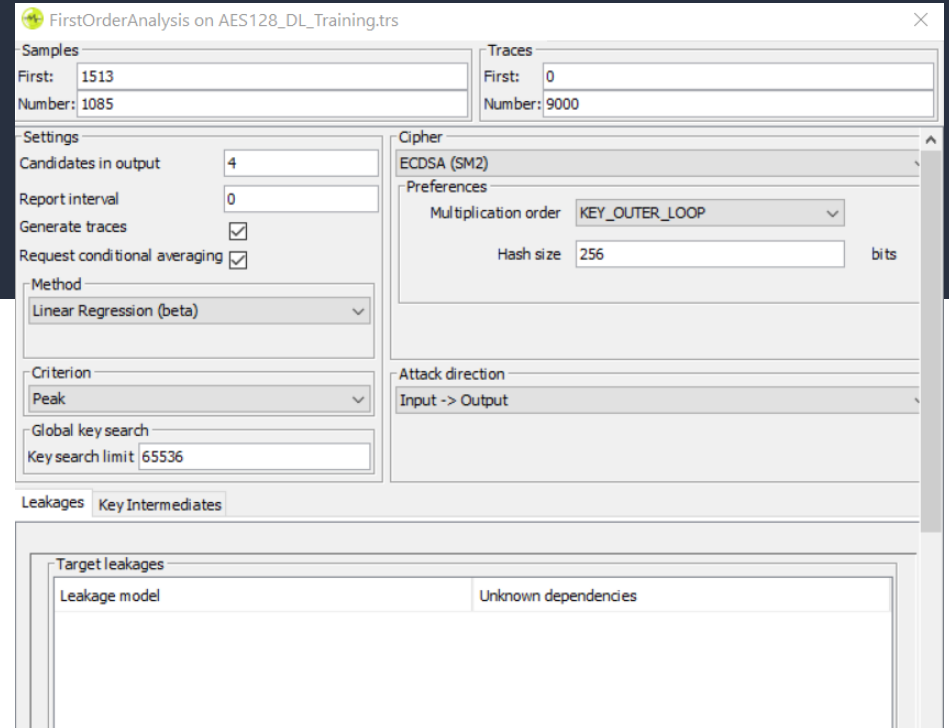 FirstOrderAnalysis on AES128_DL_Training.trs
Samples
First: 1513
Number: 1085
Traces
First: 0
Number: 9000
Settings
Candidates in output 4
Report interval 0
Generate traces
Request conditional averaging
Method
Linear Regression (beta)
Criterion
Peak
Global key search
Key search limit 65536
Cipher
ECDSA (SM2)
Preferences
Multiplication order KEY_OUTER_LOOP
Hash size 256 bits
Attack direction
Input -> Output
Leakages Key Intermediates
Target leakages
Leakage model Unknown dependencies